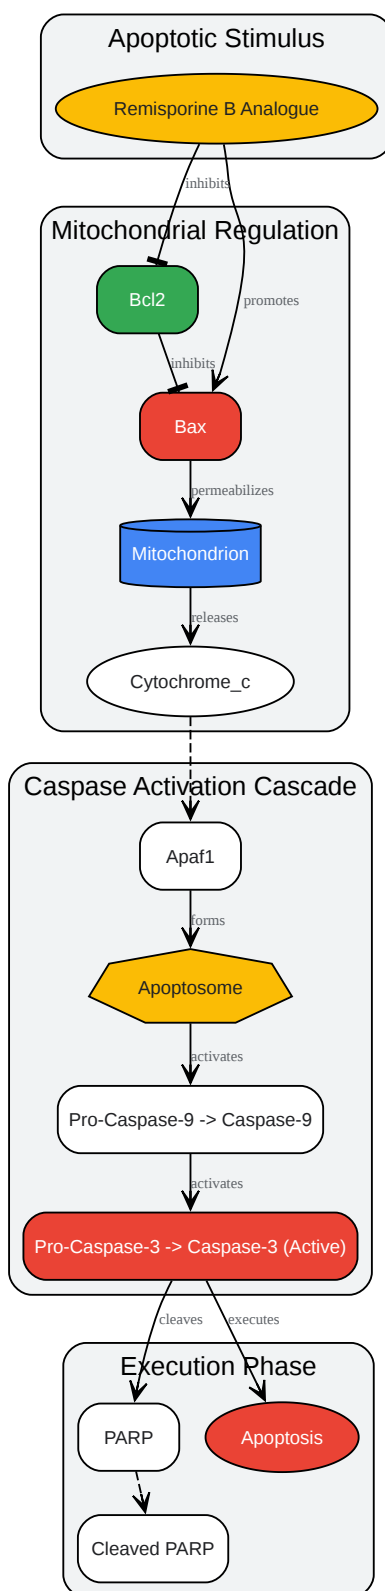 Apoptotic Stimulus
Remisporine B Analogue
inhibits
Mitochondrial Regulation
Bcl2
promotes
inhibits
Bax
permeabilizes
Mitochondrion
releases
Cytochrome_c
Caspase Activation Cascade
Apaf1
forms
Apoptosome
activates
Pro-Caspase-9 -> Caspase-9
activates
Pro-Caspase-3 -> Caspase-3 (Active)
cleaves
executes
Execution Phase
PARP
Apoptosis
Cleaved PARP